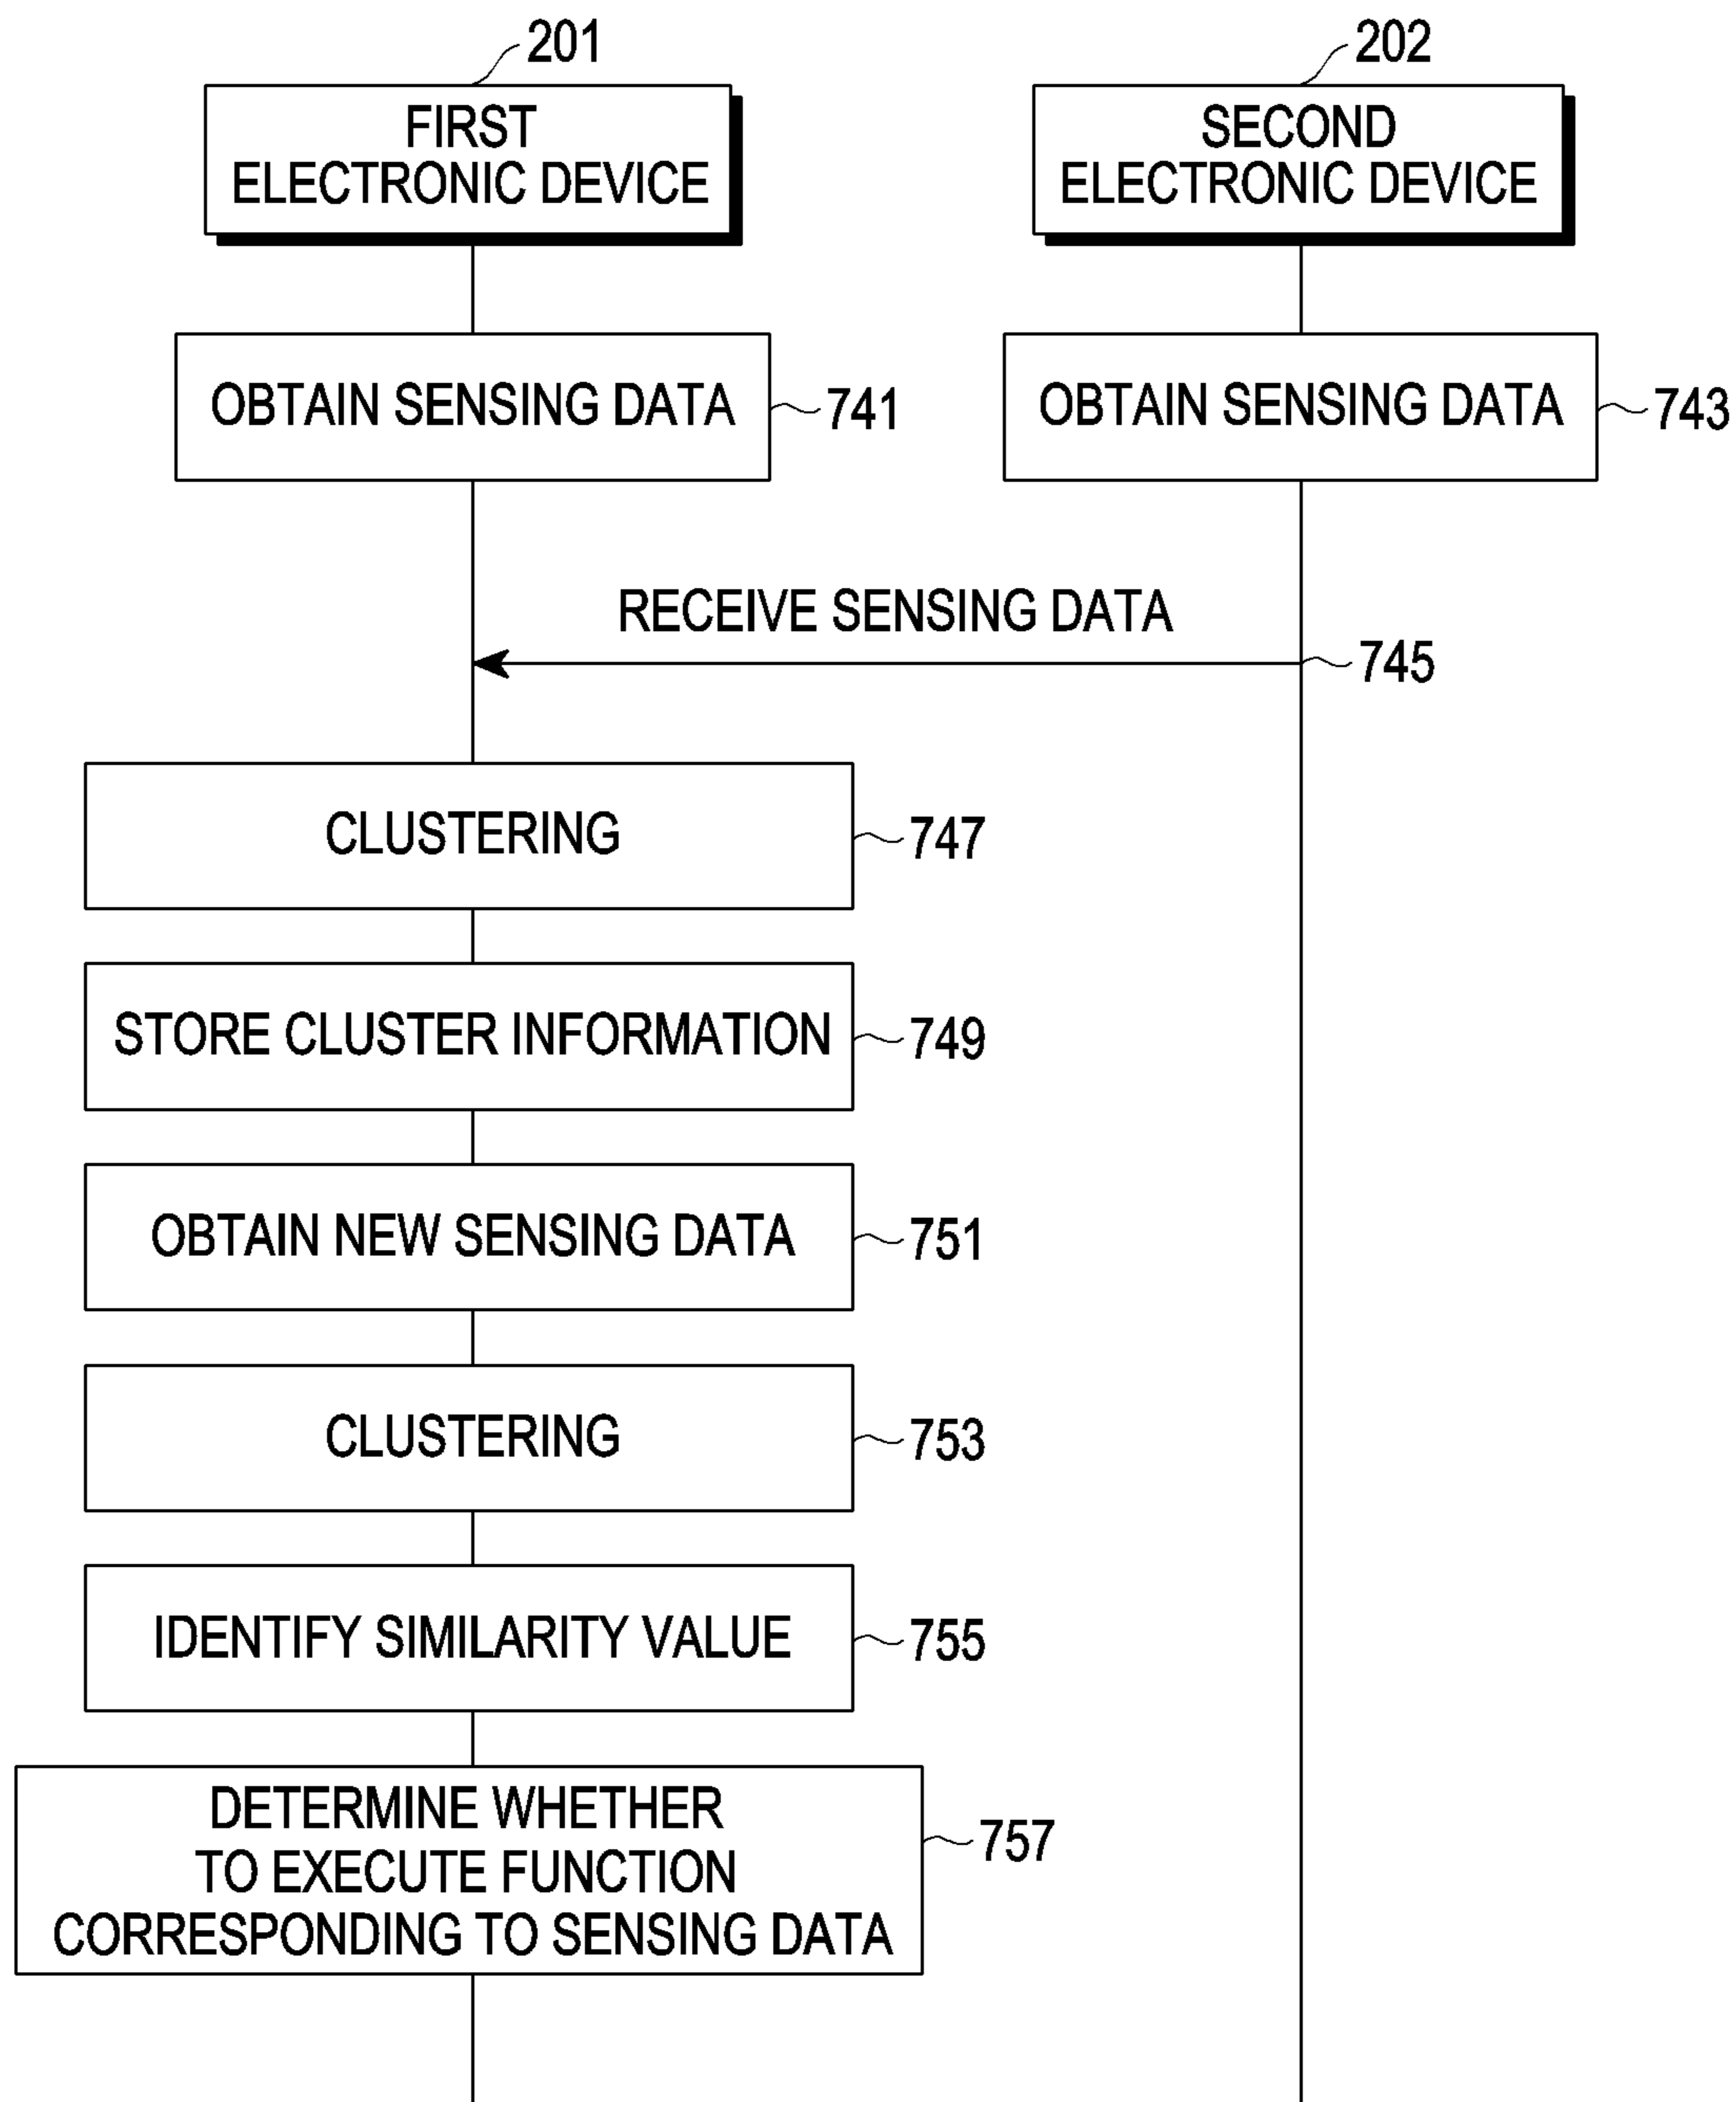 201
202
FIRST
ELECTRONIC DEVICE
SECOND
ELECTRONIC DEVICE
OBTAIN SENSING DATA
741
OBTAIN SENSING DATA
743
RECEIVE SENSING DATA
745
CLUSTERING
747
STORE CLUSTER INFORMATION
749
OBTAIN NEW SENSING DATA
751
CLUSTERING
753
IDENTIFY SIMILARITY VALUE
755
DETERMINE WHETHER
TO EXECUTE FUNCTION
CORRESPONDING TO SENSING DATA
757